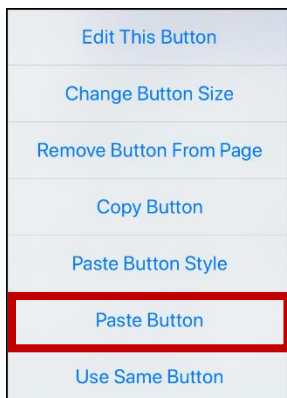 Edit This Button
Change Button Size
Remove Button From Page
Copy Button
Paste Button Style
Paste Button
Use Same Button